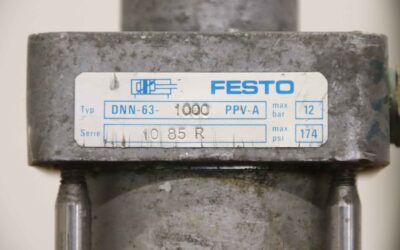 FESTO
Typ DNN-63- 1000 PPV-A max bar 12
Serie 10 85 R max psi 174